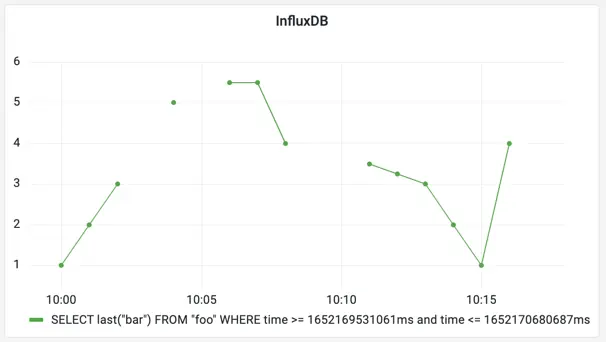 InfluxDB
6
5
4
3
2
1
10:00 10:05 10:10 10:15
SELECT last("bar") FROM "foo" WHERE time >= 1652169531061ms and time <= 1652170680687ms